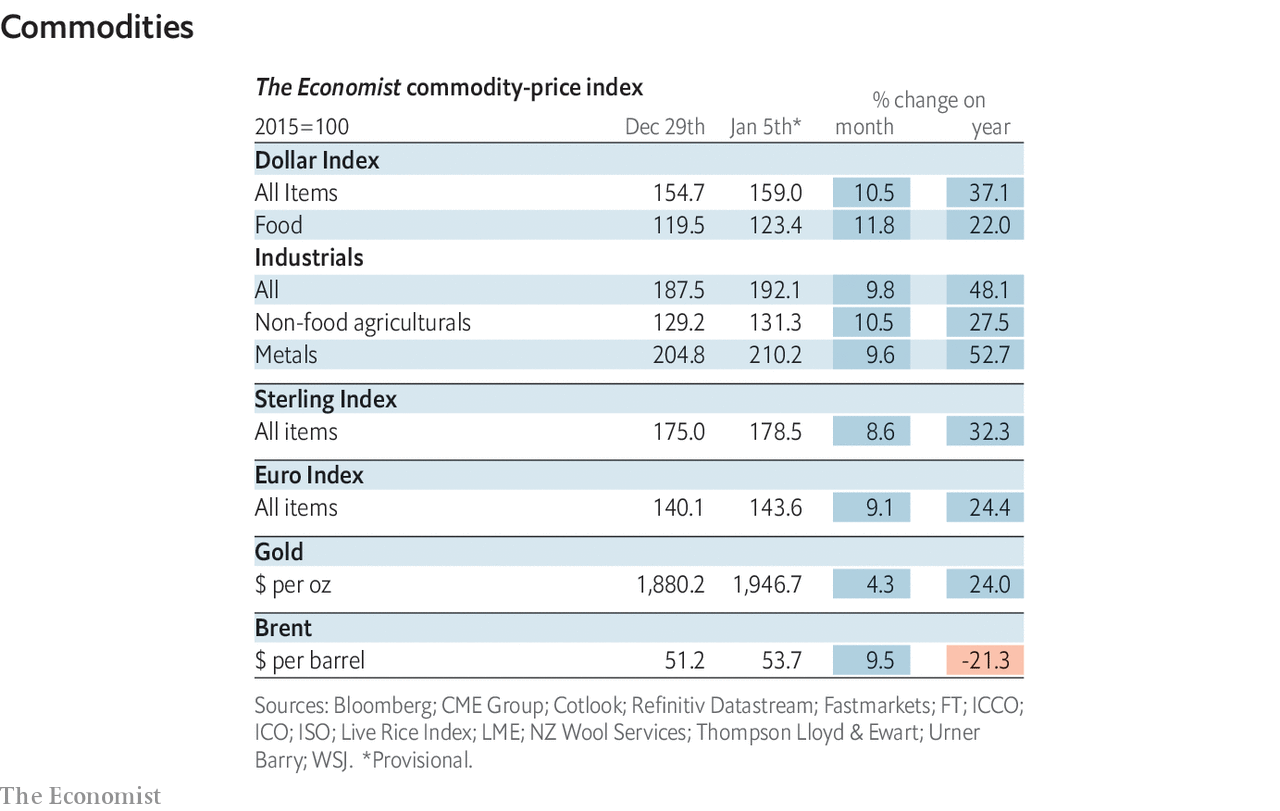 Commodities
The Economist commodity-price index
% change on
2015=100 Dec 29th Jan 5th* month year
Dollar Index
All Items 154.7 159.0 10.5 37.1
Food 119.5 123.4 11.8 22.0
Industrials
All 187.5 192.1 9.8 48.1
Non-food agriculturals 129.2 131.3 10.5 27.5
Metals 204.8 210.2 9.6 52.7
Sterling Index
All items 175.0 178.5 8.6 32.3
Euro Index
All items 140.1 143.6 9.1 24.4
Gold
$ per oz 1,880.2 1,946.7 4.3 24.0
Brent
$ per barrel 51.2 53.7 9.5 -21.3
Sources: Bloomberg; CME Group; Cotlook; Refinitiv Datastream; Fastmarkets; FT; ICCO;
ICO; ISO; Live Rice Index; LME; NZ Wool Services; Thompson Lloyd & Ewart; Urner
Barry; WSJ. *Provisional.
The Economist